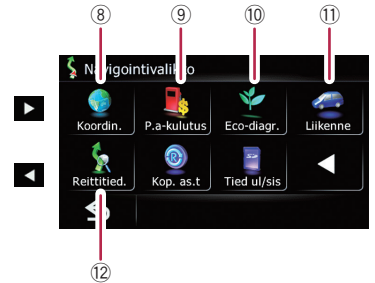 ⑧ ⑨ ⑩ ⑪
Navigointivalikko
Koordin. P.a-kulutus Eco-diagr. Liikenne
Reittitied. Kop. as.t Tied ul/sis
⑫